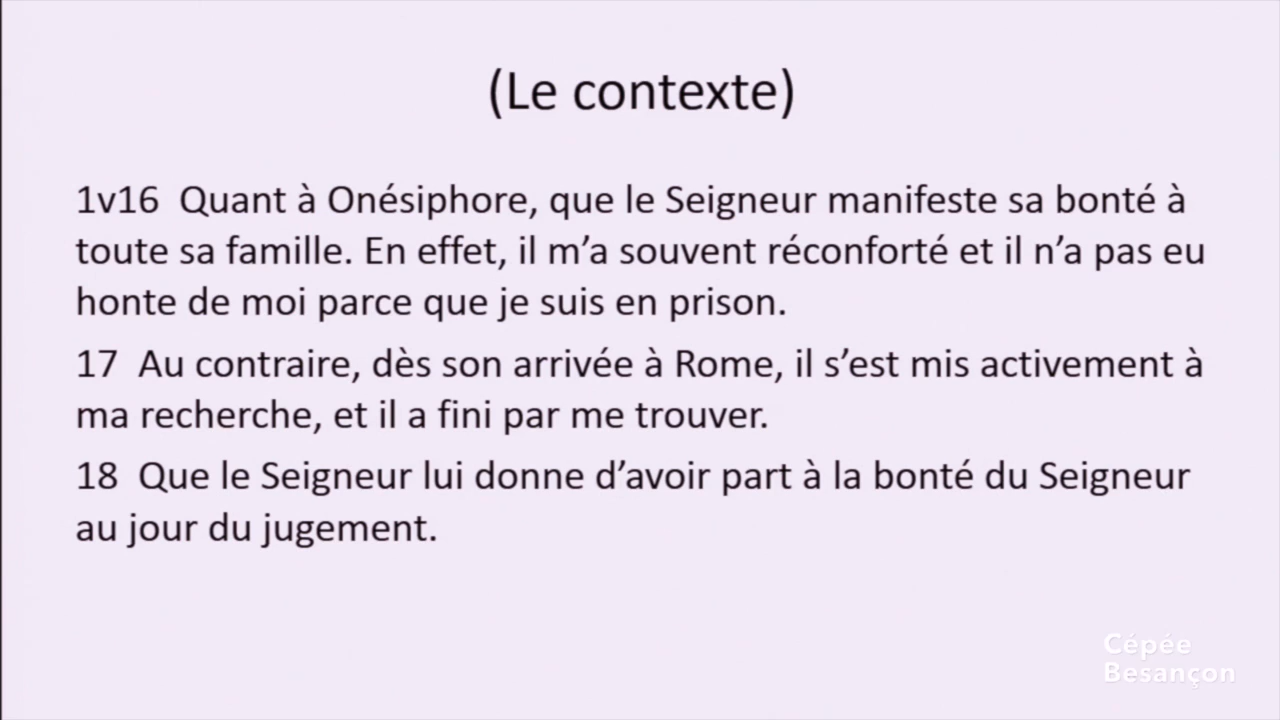 (Le contexte)
1v16 Quant à Onésiphore, que le Seigneur manifeste sa bonté à
toute sa famille. En effet, il m’a souvent réconforté et il n’a pas eu
honte de moi parce que je suis en prison.
17 Au contraire, dès son arrivée à Rome, il s’est mis activement à
ma recherche, et il a fini par me trouver.
18 Que le Seigneur lui donne d’avoir part à la bonté du Seigneur
au jour du jugement.
Cépée
Besançon